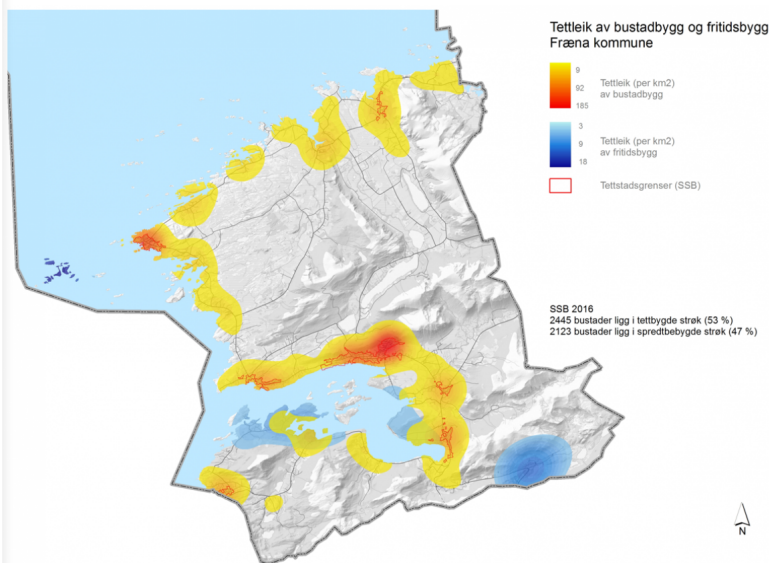 Tettleik av bustadbygg og fritidsbygg
Fræna kommune
9
92
185
Tettleik (per km2)
av bustadbygg
3
9
18
Tettleik (per km2)
av fritidsbygg
Tettstadsgrenser (SSB)
SSB 2016
2445 bustader ligg i tettbygde strøk (53 %)
2123 bustader ligg i spredtbebygde strøk (47 %)
N